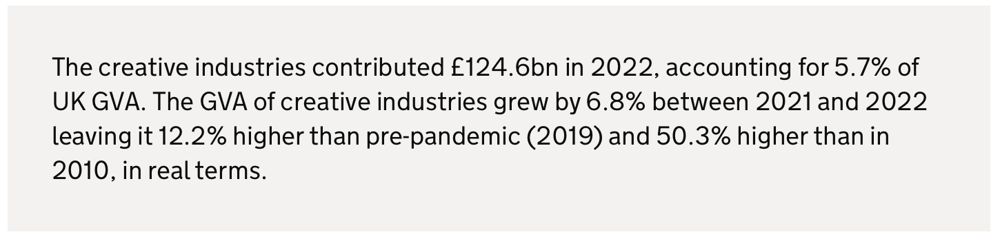 The creative industries contributed £124.6bn in 2022, accounting for 5.7% of
UK GVA. The GVA of creative industries grew by 6.8% between 2021 and 2022
leaving it 12.2% higher than pre-pandemic (2019) and 50.3% higher than in
2010, in real terms.